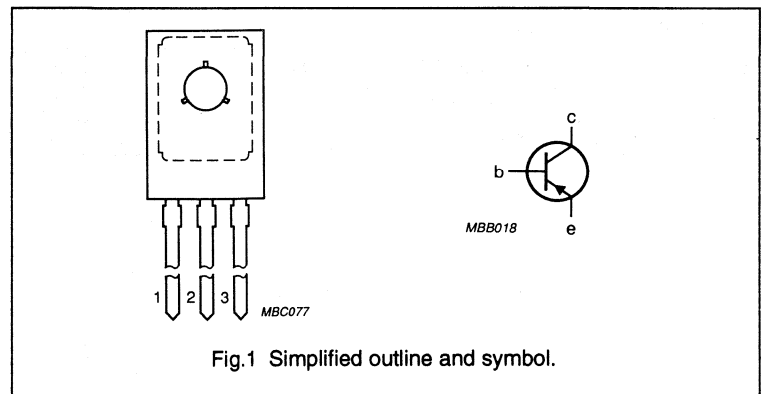 c
b
MBB018
e
1 2 3
MBC077
Fig.1 Simplified outline and symbol.